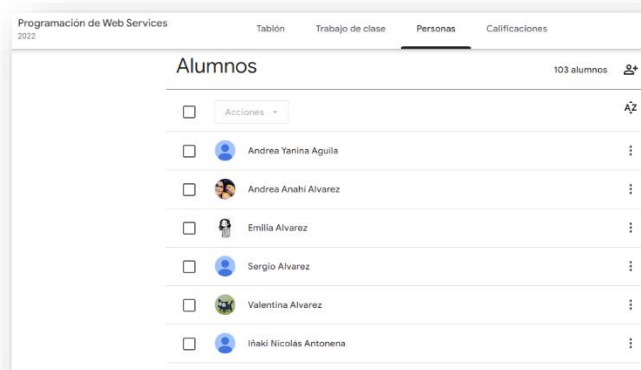 Programación de Web Services
2022
Tablón Trabajo de clase Personas Calificaciones
Alumnos
103 alumnos
Acciones
AZ
Andrea Yanina Aguila
Andrea Anahí Alvarez
Emilia Alvarez
Sergio Alvarez
Valentina Alvarez
Iñaki Nicolás Antonena